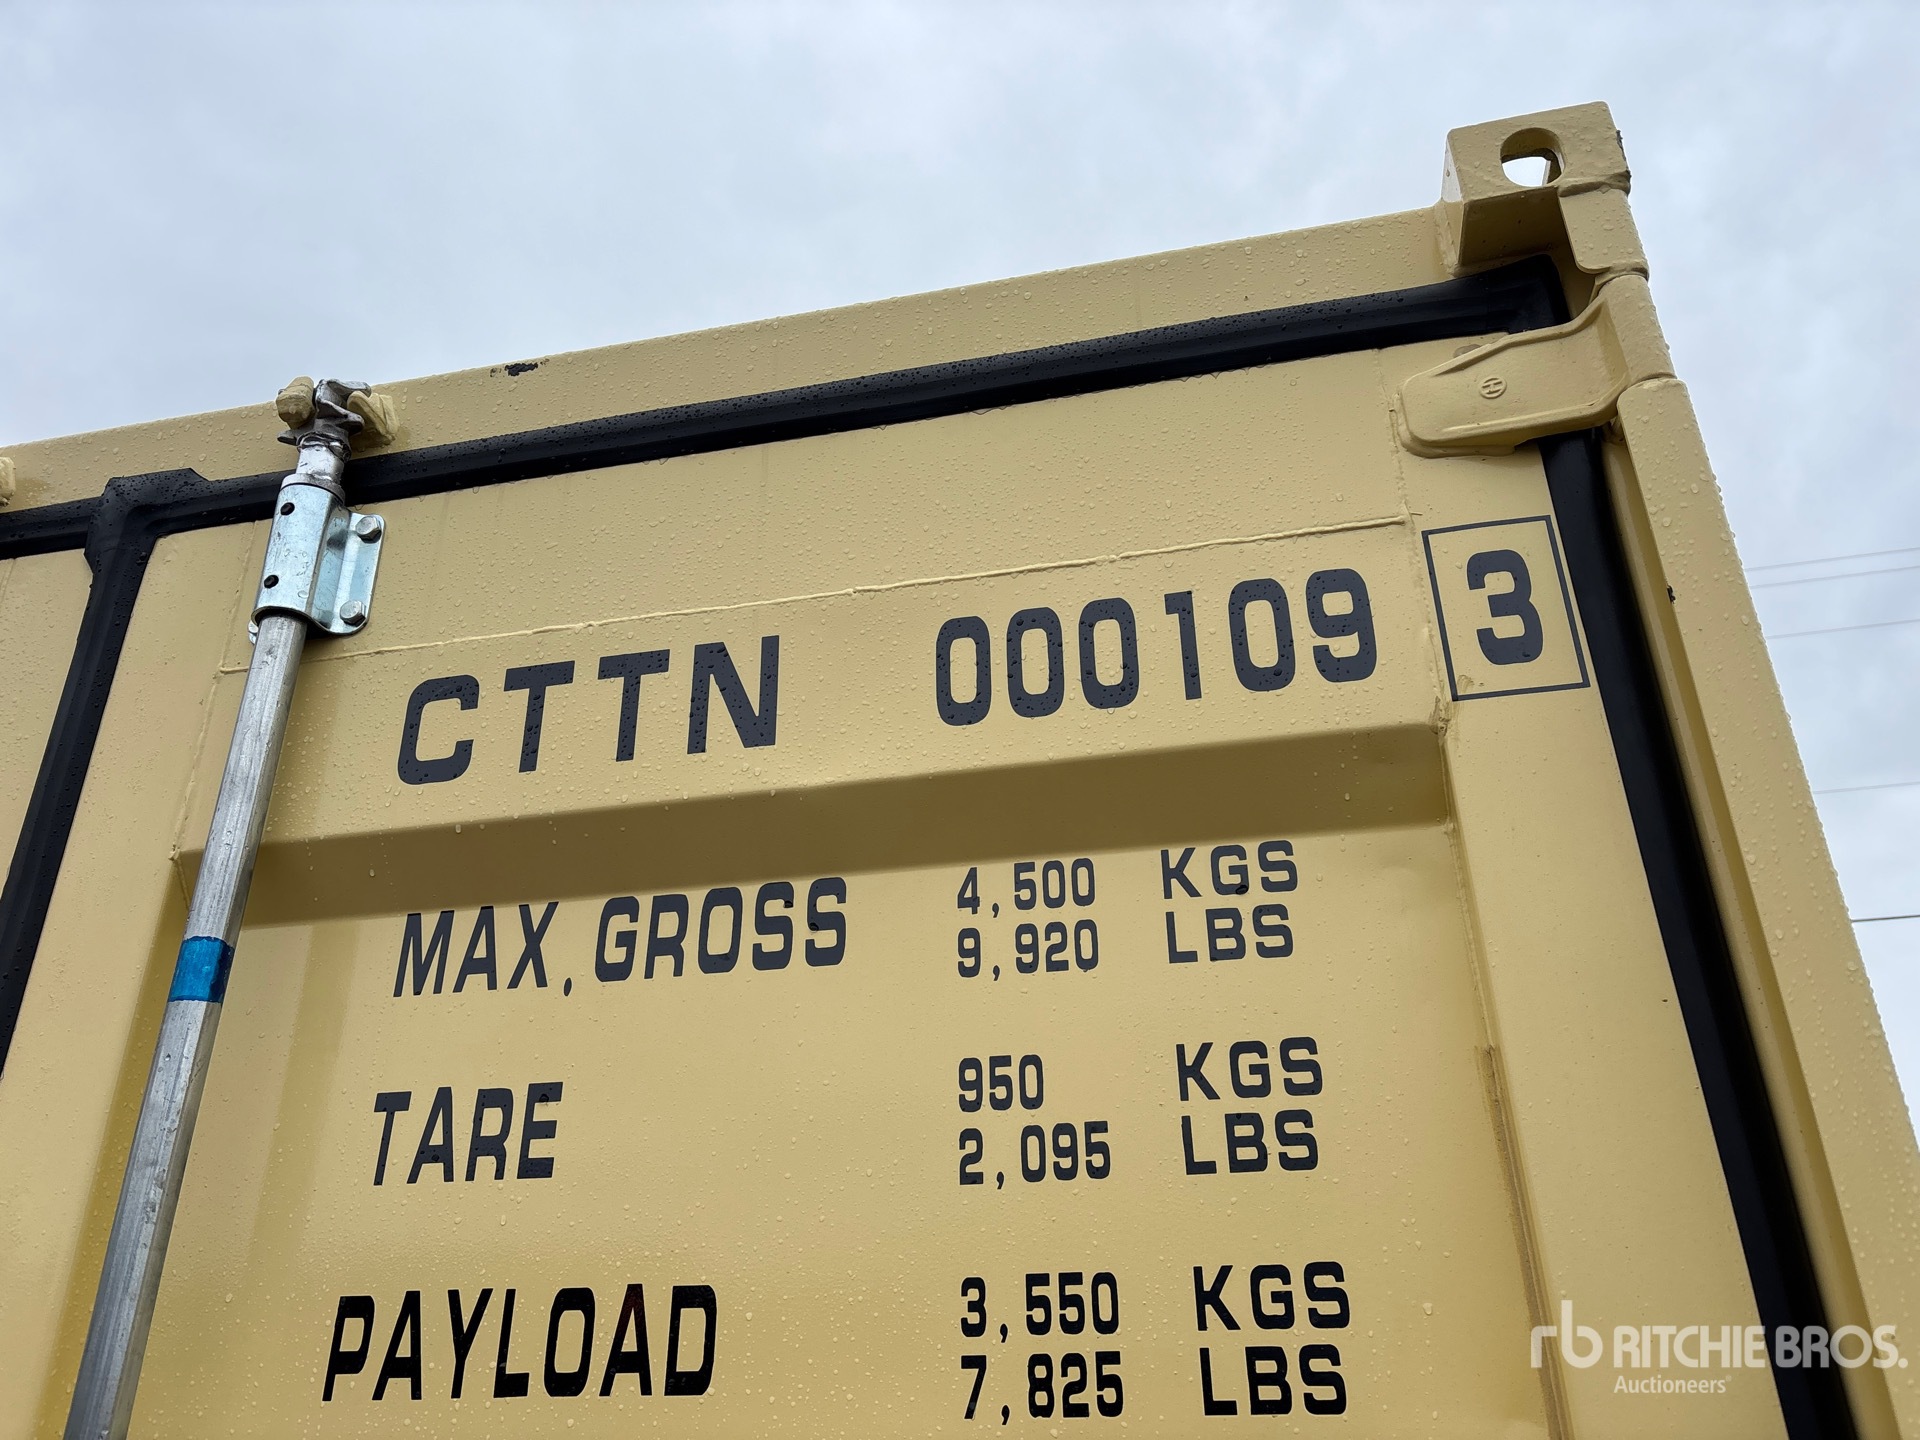 CTTN 000109 3
MAX.GROSS 4,500 KGS
9,920 LBS
TARE 950 KGS
2,095 LBS
PAYLOAD 3,550 KGS
7,825 LBS
rb RITCHIE BROS.
Auctioneers